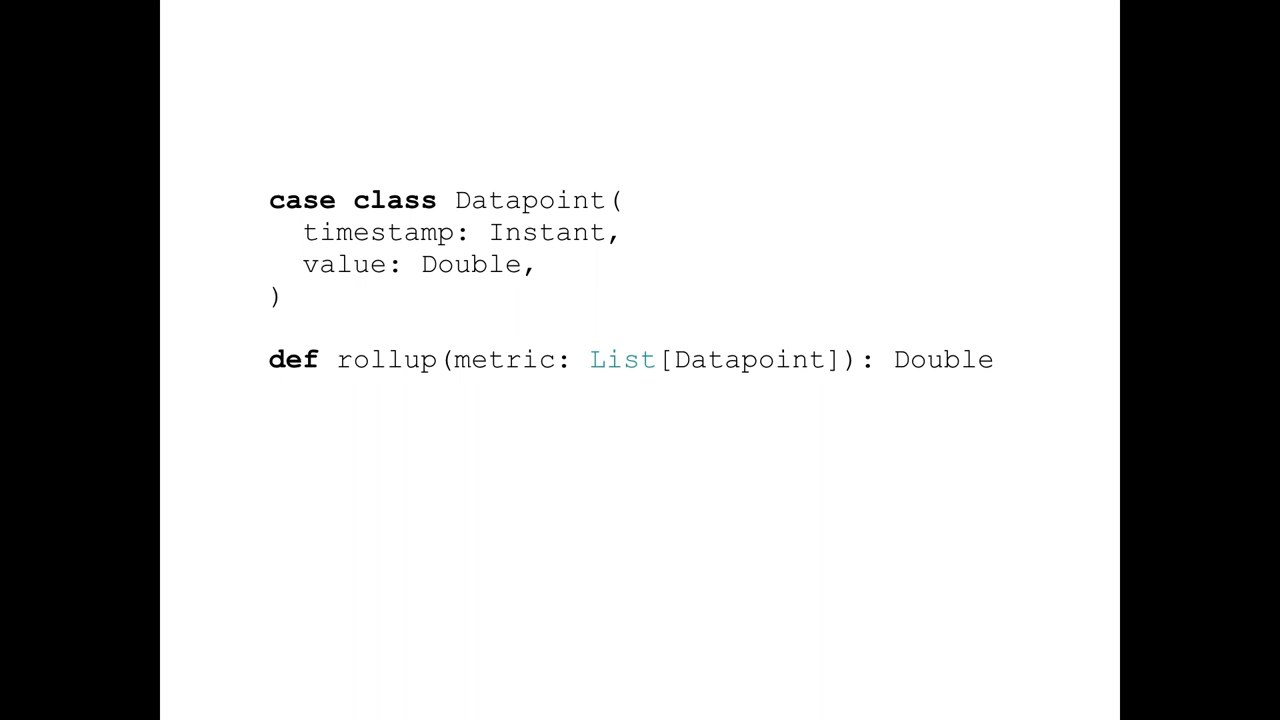 case class Datapoint(
  timestamp: Instant,
  value: Double,
)
def rollup(metric: List[Datapoint]): Double